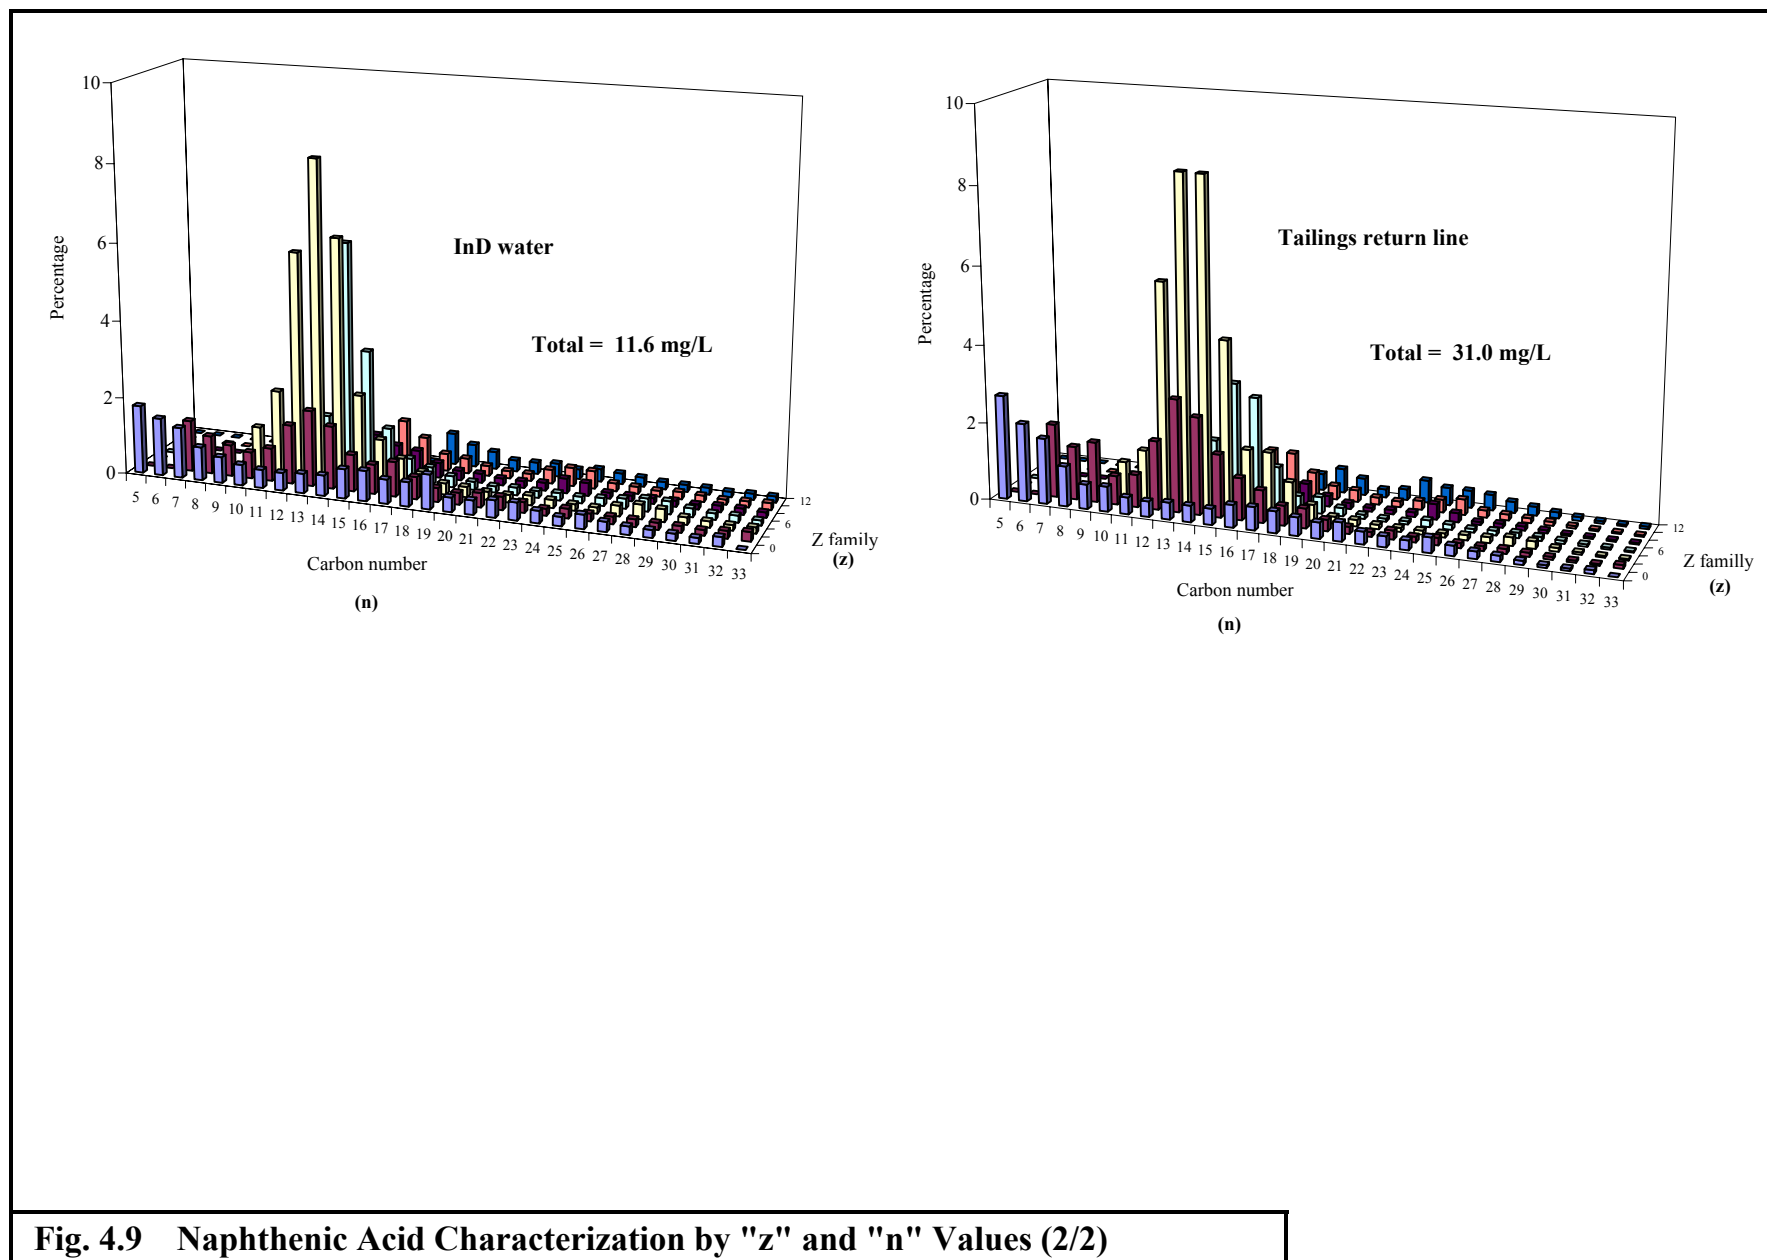 10
8
6
4
2
0
Percentage
InD water
Total = 11.6 mg/L
5 6 7 8 9 10 11 12 13 14 15 16 17 18 19 20 21 22 23 24 25 26 27 28 29 30 31 32 33
12
6
0
Z family
(z)
Carbon number
(n)
10
8
6
4
2
0
Percentage
Tailings return line
Total = 31.0 mg/L
5 6 7 8 9 10 11 12 13 14 15 16 17 18 19 20 21 22 23 24 25 26 27 28 29 30 31 32 33
12
6
0
Z familly
(z)
Carbon number
(n)
Fig. 4.9 Naphthenic Acid Characterization by "z" and "n" Values (2/2)